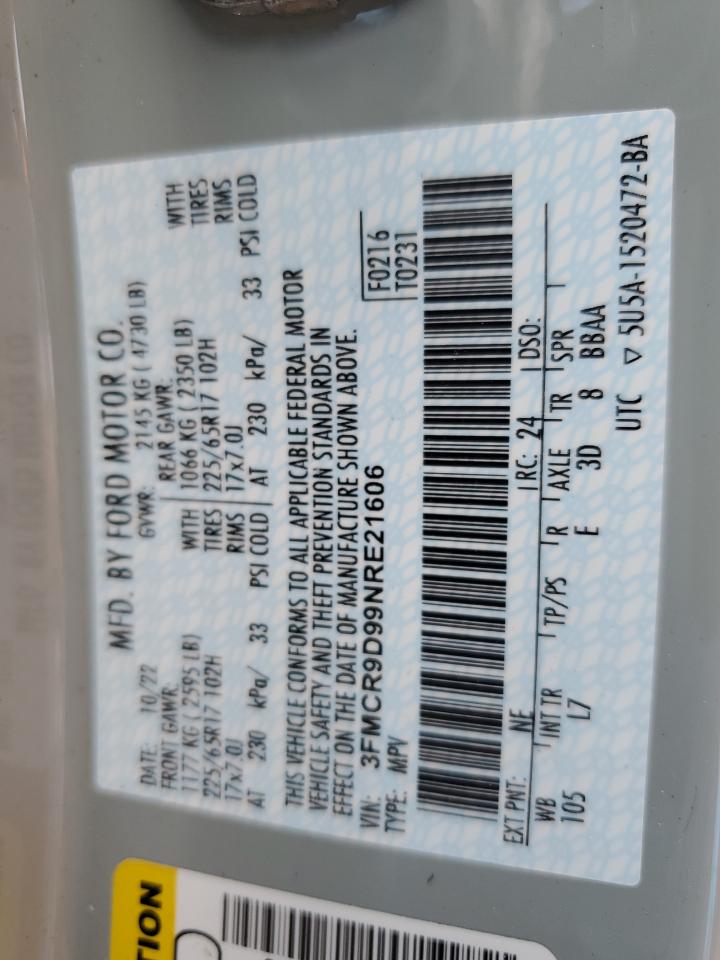 MFD. BY FORD MOTOR CO.
DATE: 10/22 GVWR: 2145 KG ( 4730 LB)
FRONT GAWR: REAR GAWR:
1177 KG ( 2595 LB) WITH 1066 KG ( 2350 LB) WITH
225/65R17 102H TIRES 225/65R17 102H TIRES
17x7.0J RIMS 17x7.0J RIMS
AT 230 kPa/ 33 PSI COLD AT 230 kPa/ 33 PSI COLD
THIS VEHICLE CONFORMS TO ALL APPLICABLE FEDERAL MOTOR
VEHICLE SAFETY AND THEFT PREVENTION STANDARDS IN
EFFECT ON THE DATE OF MANUFACTURE SHOWN ABOVE.
VIN: 3FMCR9D99NRE21606 F0216
TYPE: MPV T0231
EXT PNT: NE RC: 24 DSO:
WB INT TR TP/PS R AXLE TR SPR
105 L7 E 3D 8 BBAA
UTC ▽ 5U5A-1520472-BA
TION